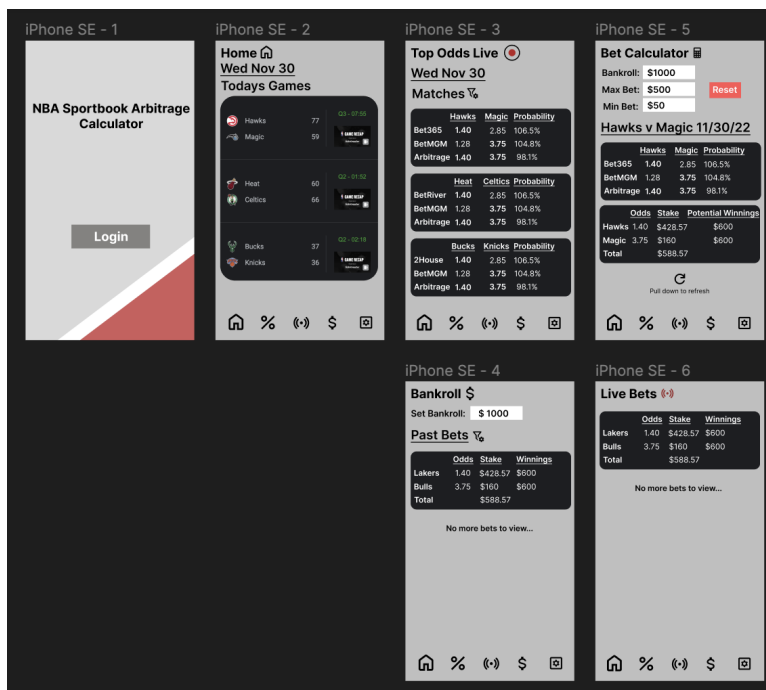 iPhone SE - 1
NBA Sportbook Arbitrage
Calculator
Login
iPhone SE - 2
Home
Wed Nov 30
Todays Games
Q3 - 07:55
Hawks 77
Magic 59
GAME RECAP
Q2 - 01:52
Heat 60
Celtics 66
GAME RECAP
Q2 - 02:18
Bucks 37
Knicks 36
GAME RECAP
iPhone SE - 3
Top Odds Live
Wed Nov 30
Matches
Hawks Magic Probability
Bet365 1.40 2.85 106.5%
BetMGM 1.28 3.75 104.8%
Arbitrage 1.40 3.75 98.1%
Heat Celtics Probability
BetRiver 1.40 2.85 106.5%
BetMGM 1.28 3.75 104.8%
Arbitrage 1.40 3.75 98.1%
Bucks Knicks Probability
2House 1.40 2.85 106.5%
BetMGM 1.28 3.75 104.8%
Arbitrage 1.40 3.75 98.1%
iPhone SE - 5
Bet Calculator
Bankroll: $1000
Max Bet: $500 Reset
Min Bet: $50
Hawks v Magic 11/30/22
Hawks Magic Probability
Bet365 1.40 2.85 106.5%
BetMGM 1.28 3.75 104.8%
Arbitrage 1.40 3.75 98.1%
Odds Stake Potential Winnings
Hawks 1.40 $428.57 $600
Magic 3.75 $160 $600
Total $588.57
Pull down to refresh
iPhone SE - 4
Bankroll $
Set Bankroll: $ 1000
Past Bets
Odds Stake Winnings
Lakers 1.40 $428.57 $600
Bulls 3.75 $160 $600
Total $588.57
No more bets to view...
iPhone SE - 6
Live Bets
Odds Stake Winnings
Lakers 1.40 $428.57 $600
Bulls 3.75 $160 $600
Total $588.57
No more bets to view...